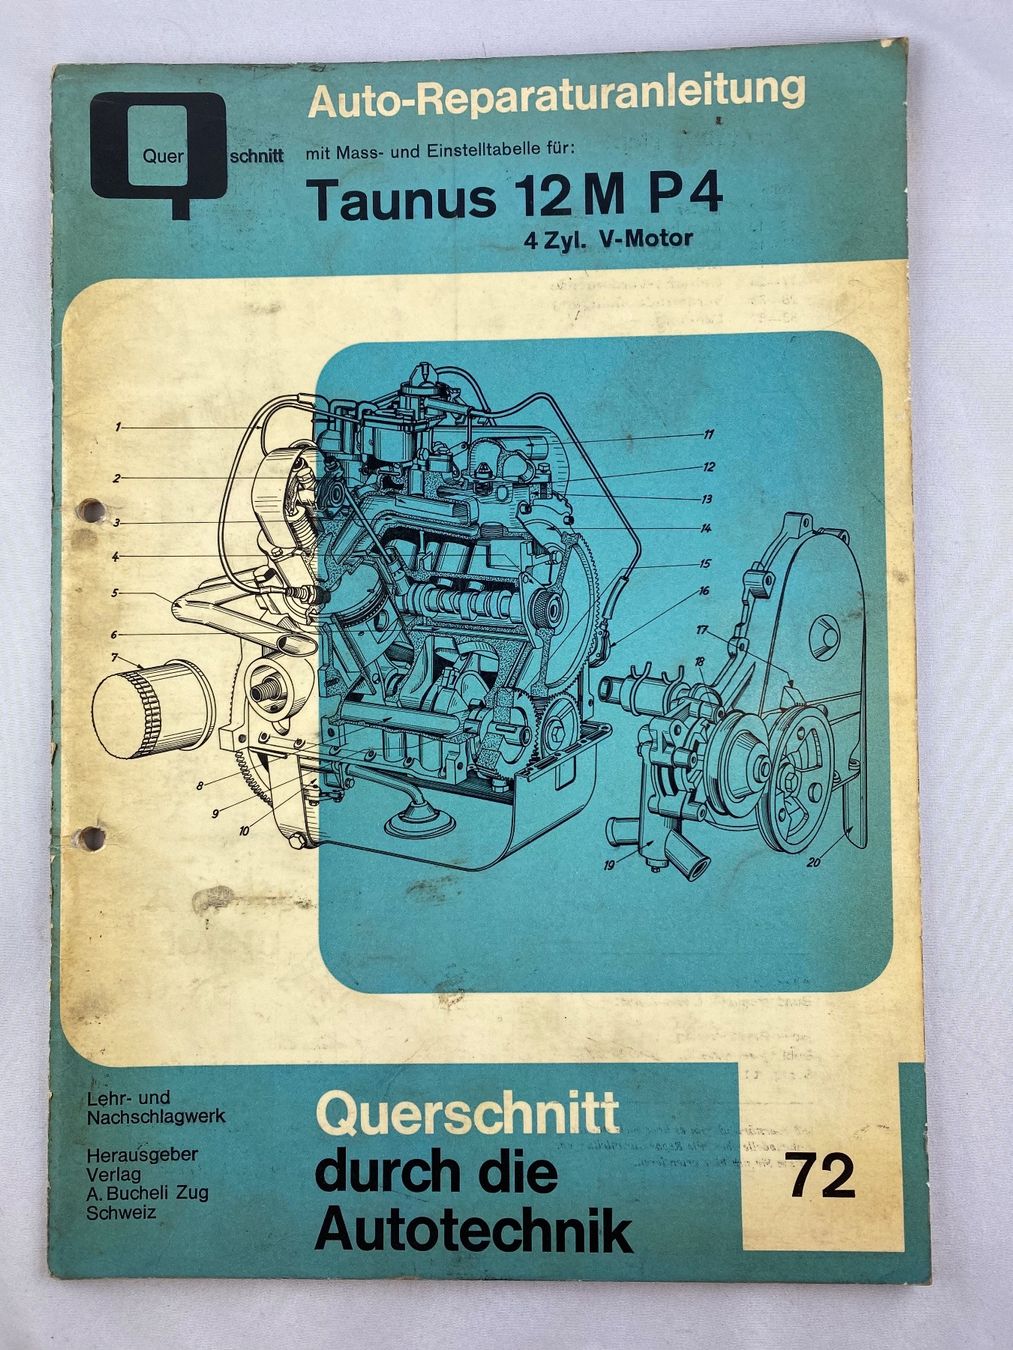 Auto-Reparaturanleitung
Quer schnitt
mit Mass- und Einstelltabelle für:
Taunus 12M P4
4 Zyl. V-Motor
1
2
3
4
5
6
7
8
9
10
11
12
13
14
15
16
17
18
19
20
Lehr- und
Nachschlagwerk
Herausgeber
Verlag
A. Bucheli Zug
Schweiz
Querschnitt
durch die
Autotechnik
72